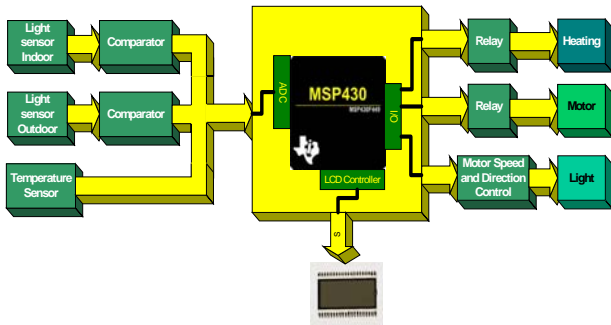 Light
sensor
Indoor
Comparator
Light
sensor
Outdoor
Comparator
Temperature
Sensor
ADC
MSP430
MSP430F449
I/O
LCD Controller
S
Relay
Heating
Relay
Motor
Motor Speed
and Direction
Control
Light